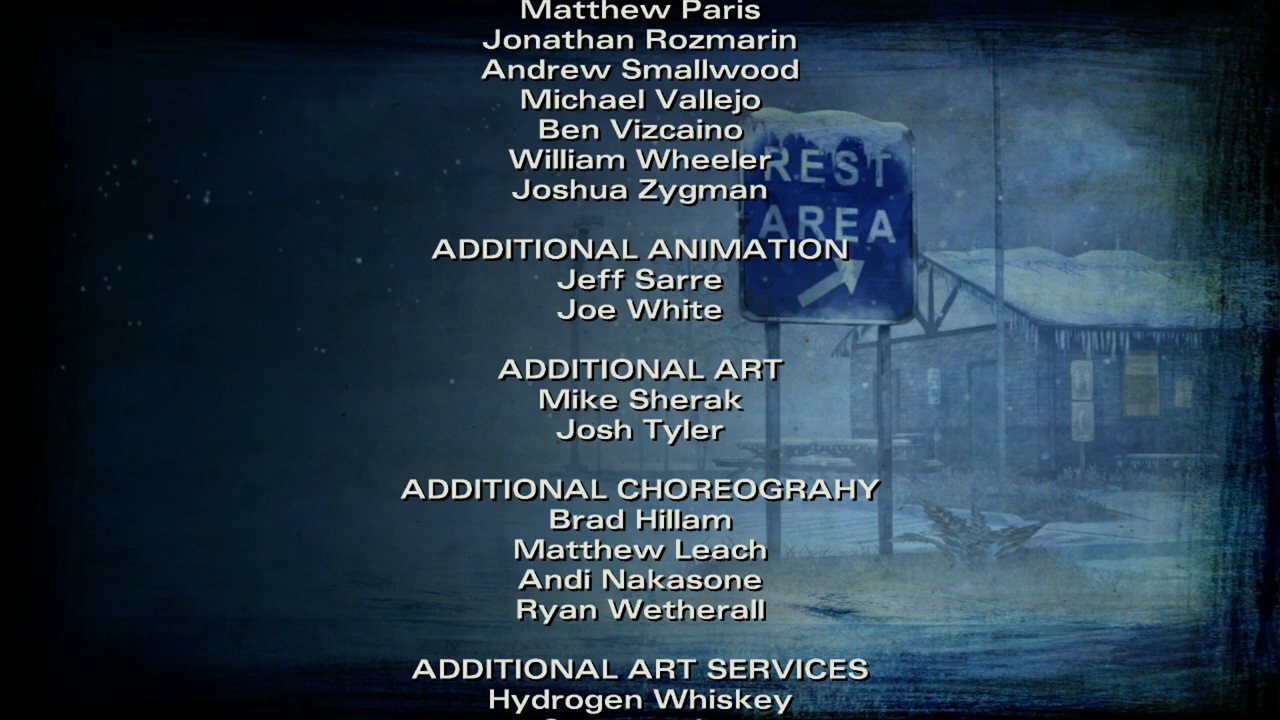 Matthew Paris
Jonathan Rozmarin
Andrew Smallwood
Michael Vallejo
Ben Vizcaino
William Wheeler
Joshua Zygman
REST
AREA
ADDITIONAL ANIMATION
Jeff Sarre
Joe White
ADDITIONAL ART
Mike Sherak
Josh Tyler
ADDITIONAL CHOREOGRAHY
Brad Hillam
Matthew Leach
Andi Nakasone
Ryan Wetherall
ADDITIONAL ART SERVICES
Hydrogen Whiskey